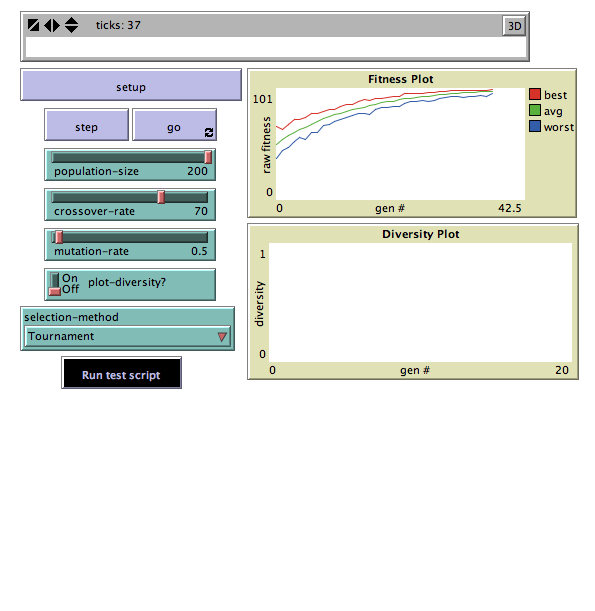 ticks: 37
3D
setup
step
go
population-size 200
crossover-rate 70
mutation-rate 0.5
On
Off
plot-diversity?
selection-method
Tournament
Run test script
Fitness Plot
101
raw fitness
0
0 gen # 42.5
best
avg
worst
Diversity Plot
1
diversity
0
0 gen # 20